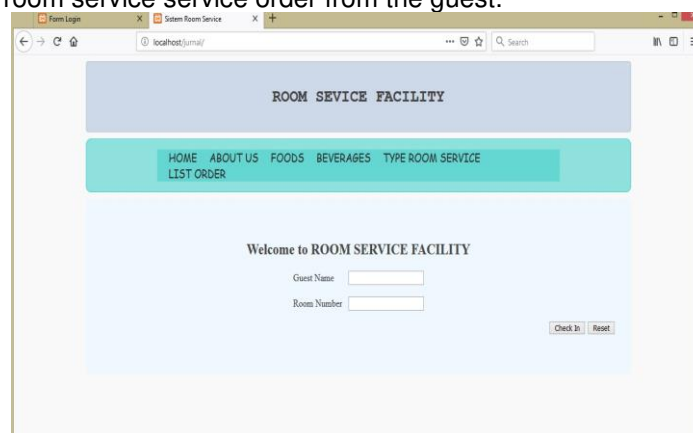 room service service order from the guest.
Form Login X Sistem Room Service X +
localhost/jurnal/ ... Search
ROOM SEVICE FACILITY
HOME ABOUT US FOODS BEVERAGES TYPE ROOM SERVICE
LIST ORDER
Welcome to ROOM SERVICE FACILITY
Guest Name
Room Number
Check In Reset